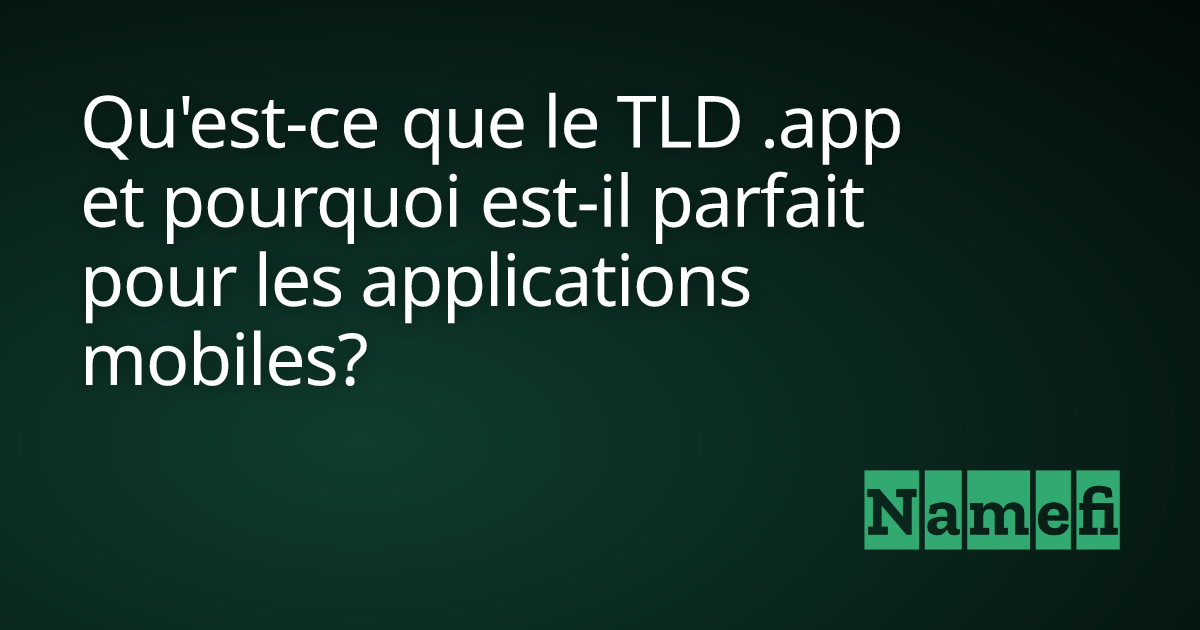 Qu'est-ce que le TLD .app
et pourquoi est-il parfait
pour les applications
mobiles?
Namefi